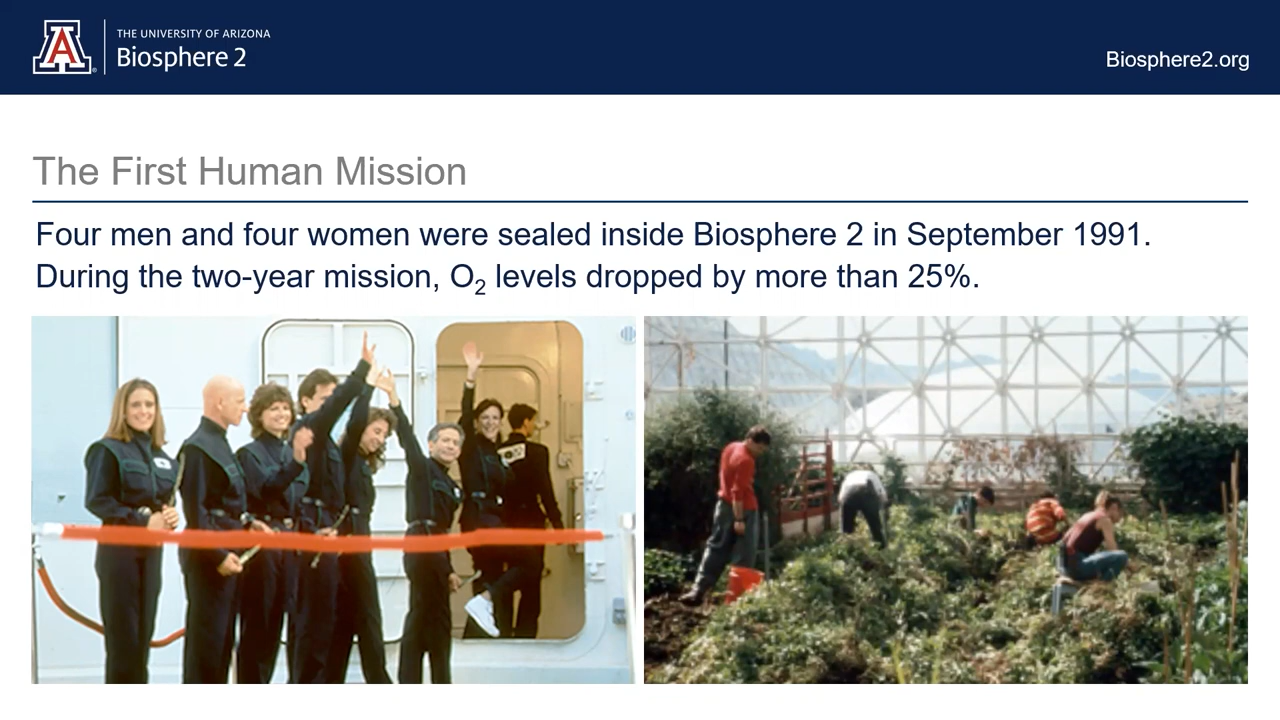 THE UNIVERSITY OF ARIZONA
Biosphere 2
Biosphere2.org
The First Human Mission
Four men and four women were sealed inside Biosphere 2 in September 1991.
During the two-year mission, O₂ levels dropped by more than 25%.